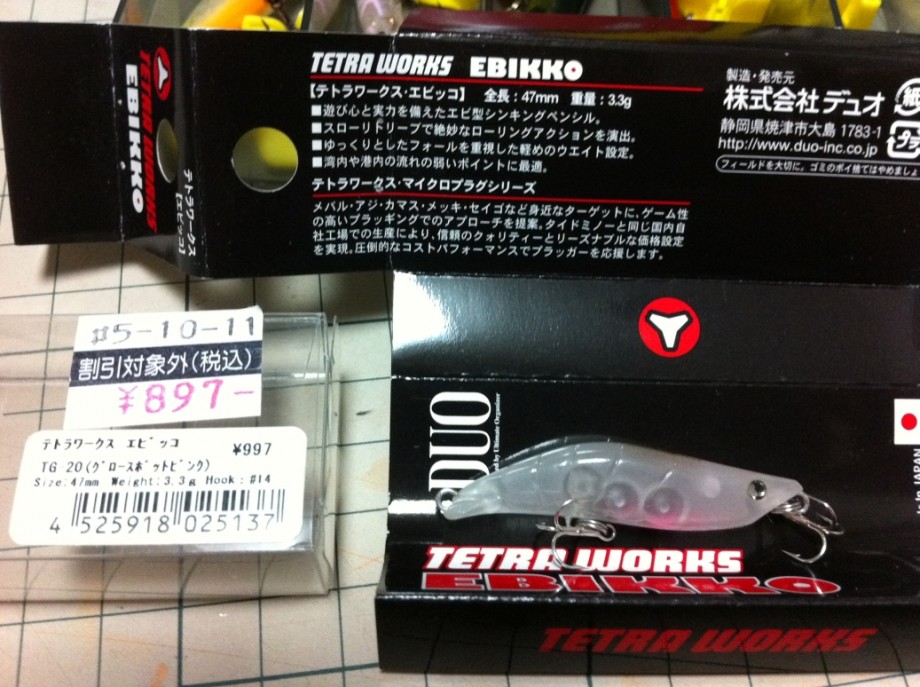 TETRA WORKS EBIKKO
【テトラワークス・エビッコ】 全長：47mm 重量：3.3g
■遊び心と実力を備えたエビ型シンキングペンシル。
■スローリトリーブで絶妙なローリングアクションを演出。
■ゆっくりとしたフォールを重視した軽めのウエイト設定。
■湾内や港内の流れの弱いポイントに最適。
テトラワークス・マイクロプラグシリーズ
メバル・アジ・カマス・メッキ・セイゴなど身近なターゲットに、ゲーム性
の高いプラッギングでのアプローチを提案。タイドミノーと同じ国内自
社工場での生産により、信頼のクォリティーとリーズナブルな価格設定
を実現。圧倒的なコストパフォーマンスでプラッガーを応援します。
製造・発売元
株式会社デュオ
静岡県焼津市大島 1783-1
http://www.duo-inc.co.jp
フィールドを大切に。ゴミのポイ捨てはやめましょ
紙
プラ
TETRA WORKS
EBIKKO
テトラワークス
【エビッコ】
#5-10-11
割引対象外(税込)
¥897-
テトラワークス エビッコ
¥997
TG 20(グロースポットピンク)
Size:47mm Weight:3.3g Hook:#14
4 525918 025137
DUO
by Ultimate Organizer
JAPAN
TETRA WORKS
EBIKKO
TETRA WORKS